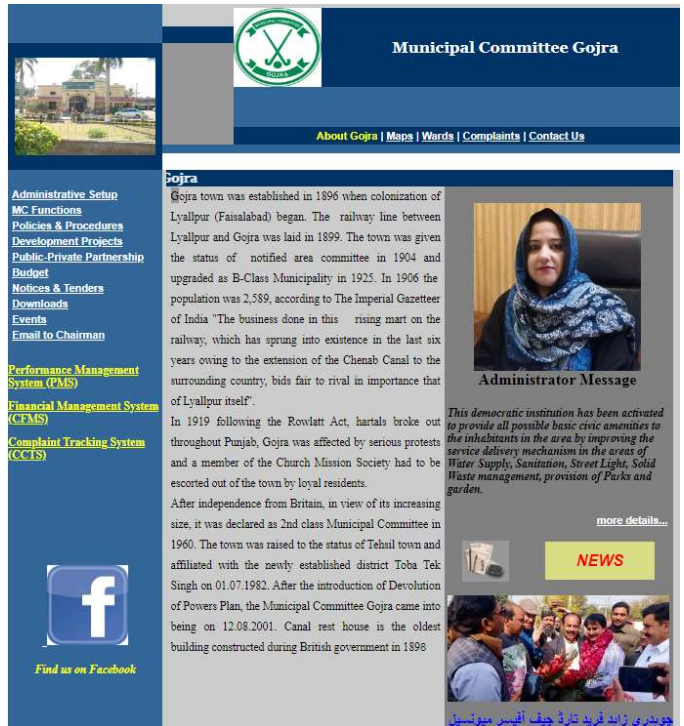 Municipal Committee Gojra
GOJRA
About Gojra | Maps | Wards | Complaints | Contact Us
Administrative Setup
MC Functions
Policies & Procedures
Development Projects
Public-Private Partnership
Budget
Notices & Tenders
Downloads
Events
Email to Chairman
Performance Management
System (PMS)
Financial Management System
(CFMS)
Complaint Tracking System
(CCTS)
Find us on Facebook
Gojra
Gojra town was established in 1896 when colonization of
Lyallpur (Faisalabad) began. The railway line between
Lyallpur and Gojra was laid in 1899. The town was given
the status of notified area committee in 1904 and
upgraded as B-Class Municipality in 1925. In 1906 the
population was 2,589, according to The Imperial Gazetteer
of India "The business done in this rising mart on the
railway, which has sprung into existence in the last six
years owing to the extension of the Chenab Canal to the
surrounding country, bids fair to rival in importance that
of Lyallpur itself".
In 1919 following the Rowlatt Act, hartals broke out
throughout Punjab, Gojra was affected by serious protests
and a member of the Church Mission Society had to be
escorted out of the town by loyal residents.
After independence from Britain, in view of its increasing
size, it was declared as 2nd class Municipal Committee in
1960. The town was raised to the status of Tehsil town and
affiliated with the newly established district Toba Tek
Singh on 01.07.1982. After the introduction of Devolution
of Powers Plan, the Municipal Committee Gojra came into
being on 12.08.2001. Canal rest house is the oldest
building constructed during British government in 1898
Administrator Message
This democratic institution has been activated
to provide all possible basic civic amenities to
the inhabitants in the area by improving the
service delivery mechanism in the areas of
Water Supply, Sanitation, Street Light, Solid
Waste management, provision of Parks and
garden.
more details...
NEWS
چوہدری زاہد فرید تارڈ چیف آفیسر میونسپل